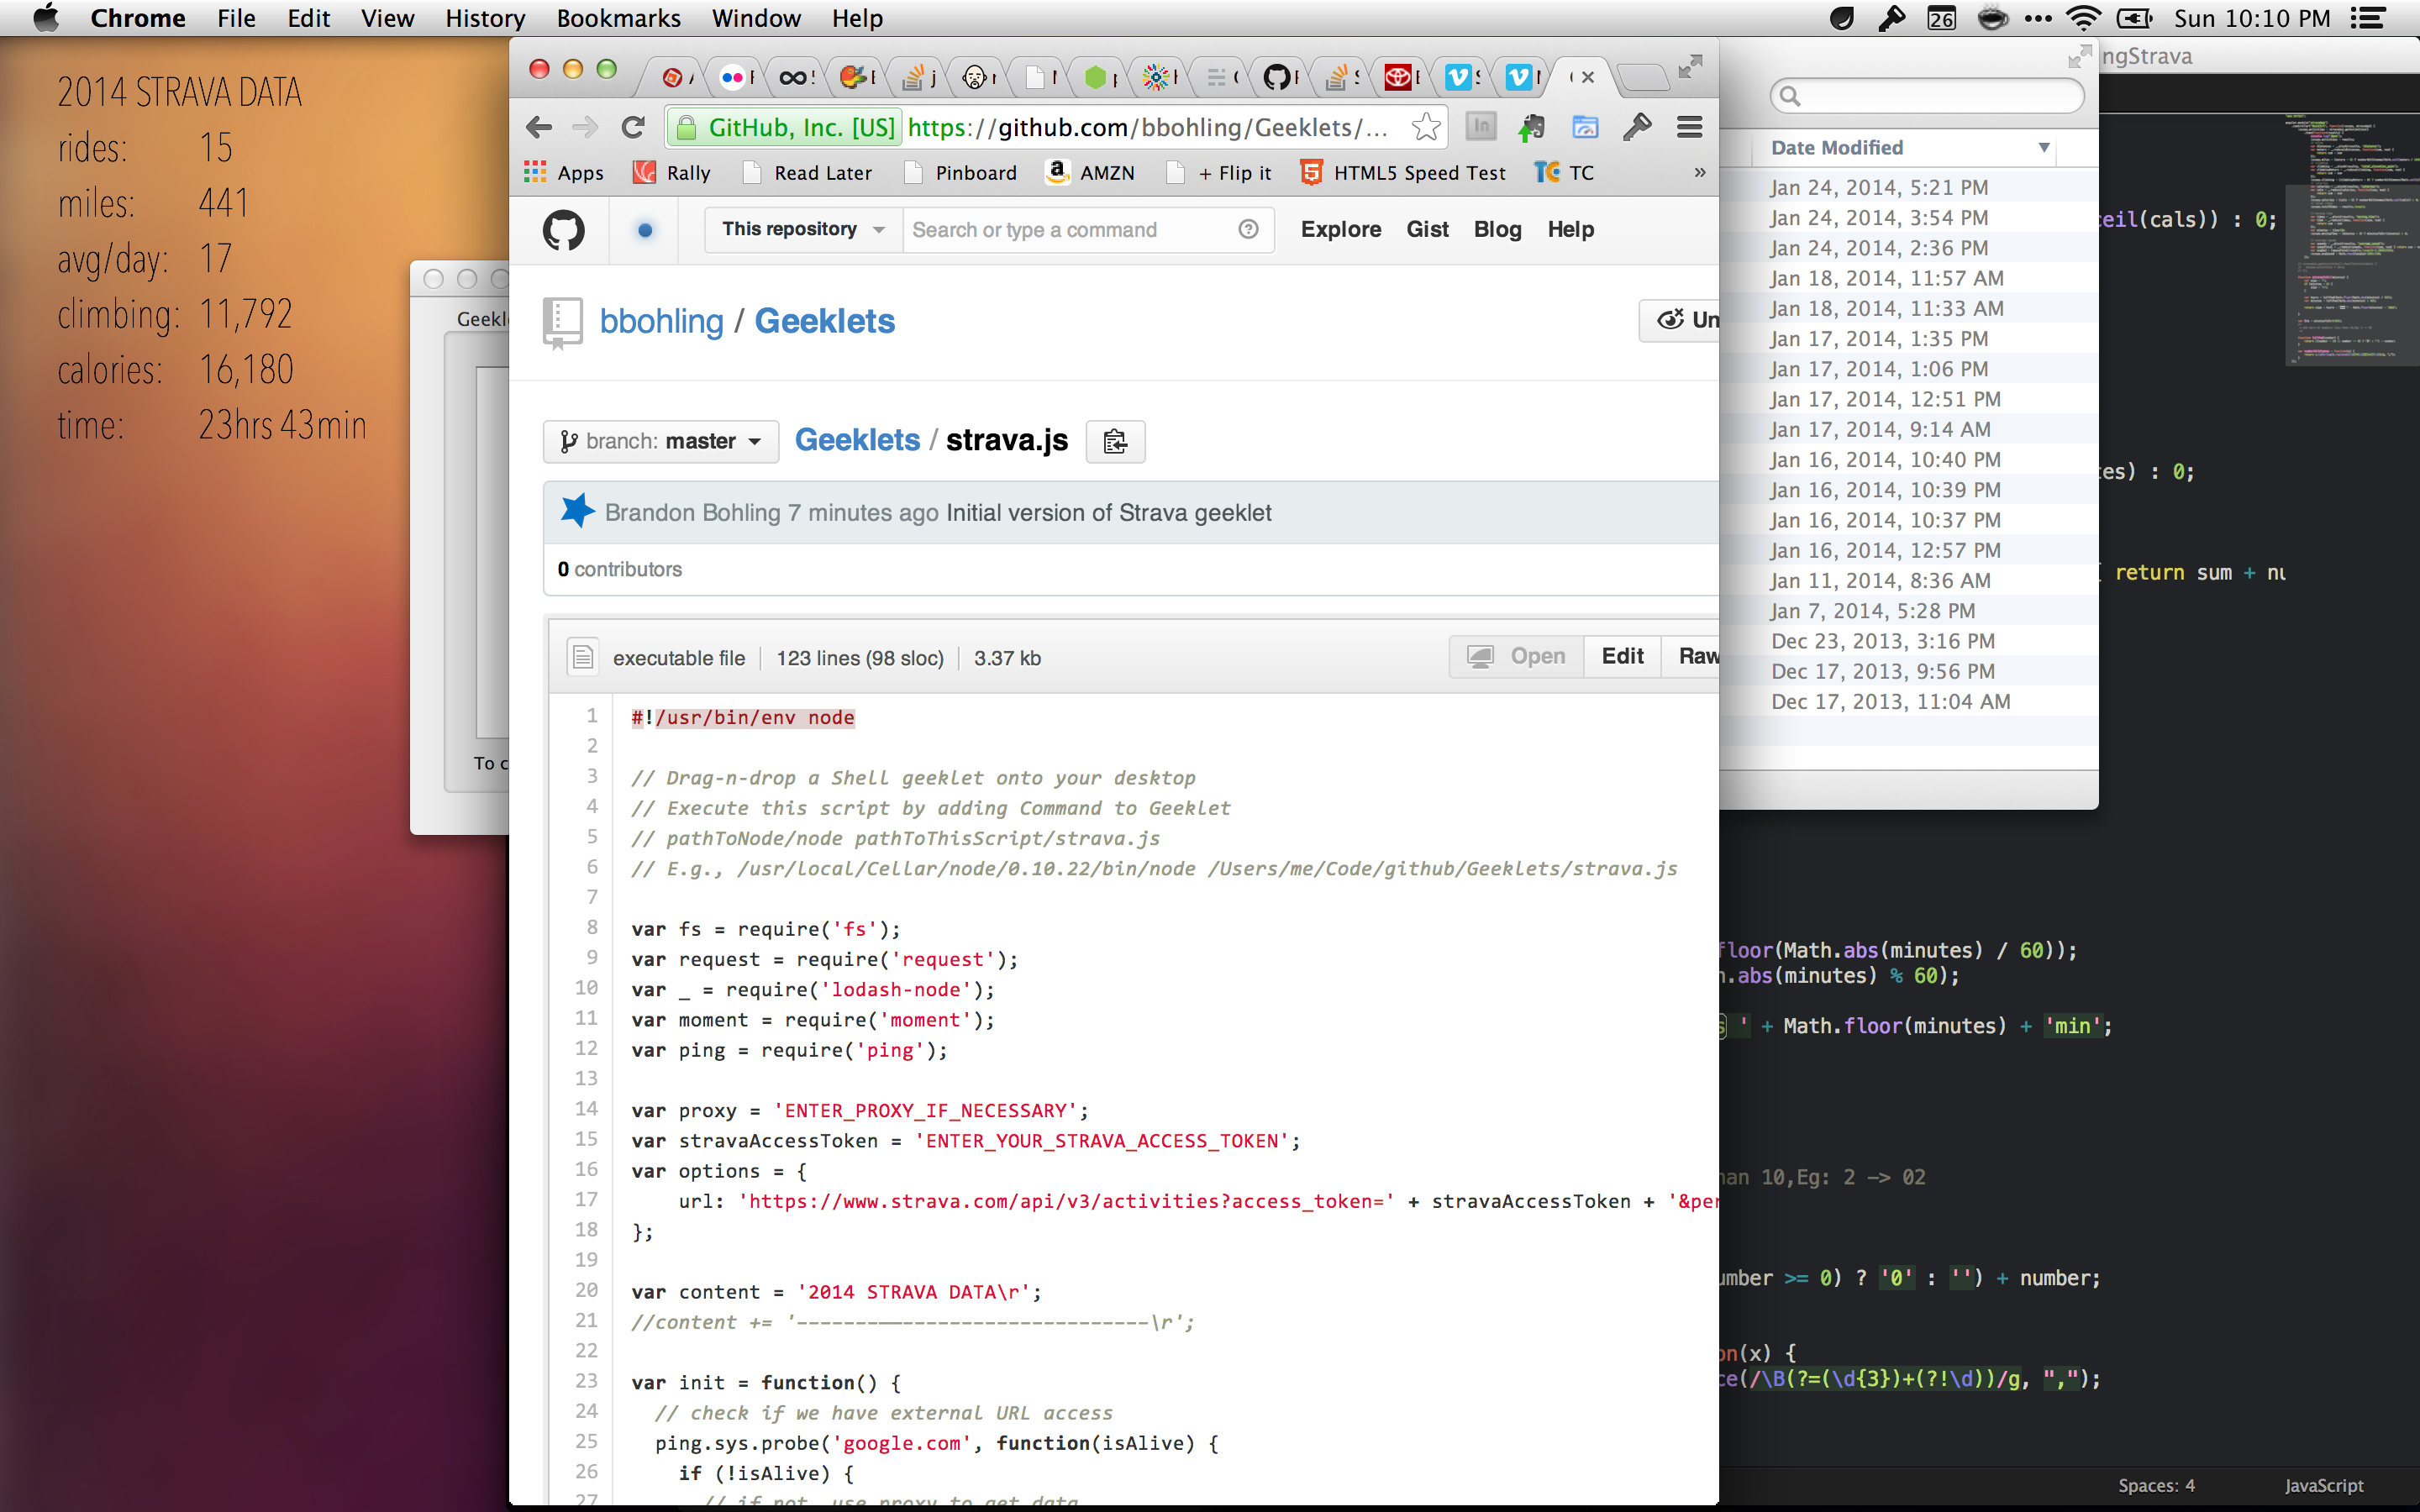 Chrome File Edit View History Bookmarks Window Help
26 Sun 10:10 PM
2014 STRAVA DATA
rides: 15
miles: 441
avg/day: 17
climbing: 11,792
calories: 16,180
time: 23hrs 43min
GitHub, Inc. [US] https://github.com/bbohling/Geeklets/...
Apps Rally Read Later Pinboard AMZN + Flip it HTML5 Speed Test TC »
This repository Search or type a command Explore Gist Blog Help
bbohling / Geeklets
Un
branch: master Geeklets / strava.js
Brandon Bohling 7 minutes ago Initial version of Strava geeklet
0 contributors
executable file 123 lines (98 sloc) 3.37 kb Open Edit Raw
1 #!/usr/bin/env node
2
3 // Drag-n-drop a Shell geeklet onto your desktop
4 // Execute this script by adding Command to Geeklet
5 // pathToNode/node pathToThisScript/strava.js
6 // E.g., /usr/local/Cellar/node/0.10.22/bin/node /Users/me/Code/github/Geeklets/strava.js
7
8 var fs = require('fs');
9 var request = require('request');
10 var _ = require('lodash-node');
11 var moment = require('moment');
12 var ping = require('ping');
13
14 var proxy = 'ENTER_PROXY_IF_NECESSARY';
15 var stravaAccessToken = 'ENTER_YOUR_STRAVA_ACCESS_TOKEN';
16 var options = {
17 url: 'https://www.strava.com/api/v3/activities?access_token=' + stravaAccessToken + '&per
18 };
19
20 var content = '2014 STRAVA DATA\r';
21 //content += '------------------------------\r';
22
23 var init = function() {
24 // check if we have external URL access
25 ping.sys.probe('google.com', function(isAlive) {
26 if (!isAlive) {
27 // if not, use proxy to get data
Geekl
To c
Date Modified
Jan 24, 2014, 5:21 PM
Jan 24, 2014, 3:54 PM
Jan 24, 2014, 2:36 PM
Jan 18, 2014, 11:57 AM
Jan 18, 2014, 11:33 AM
Jan 17, 2014, 1:35 PM
Jan 17, 2014, 1:06 PM
Jan 17, 2014, 12:51 PM
Jan 17, 2014, 9:14 AM
Jan 16, 2014, 10:40 PM
Jan 16, 2014, 10:39 PM
Jan 16, 2014, 10:37 PM
Jan 16, 2014, 12:57 PM
Jan 11, 2014, 8:36 AM
Jan 7, 2014, 5:28 PM
Dec 23, 2013, 3:16 PM
Dec 17, 2013, 9:56 PM
Dec 17, 2013, 11:04 AM
ngStrava
ceil(cals)) : 0;
tes) : 0;
{ return sum + nu
floor(Math.abs(minutes) / 60));
h.abs(minutes) % 60);
s ' + Math.floor(minutes) + 'min';
han 10,Eg: 2 -> 02
umber >= 0) ? '0' : '') + number;
on(x) {
ce(/\B(?=(\d{3})+(?!\d))/g, ",");
Spaces: 4 JavaScript